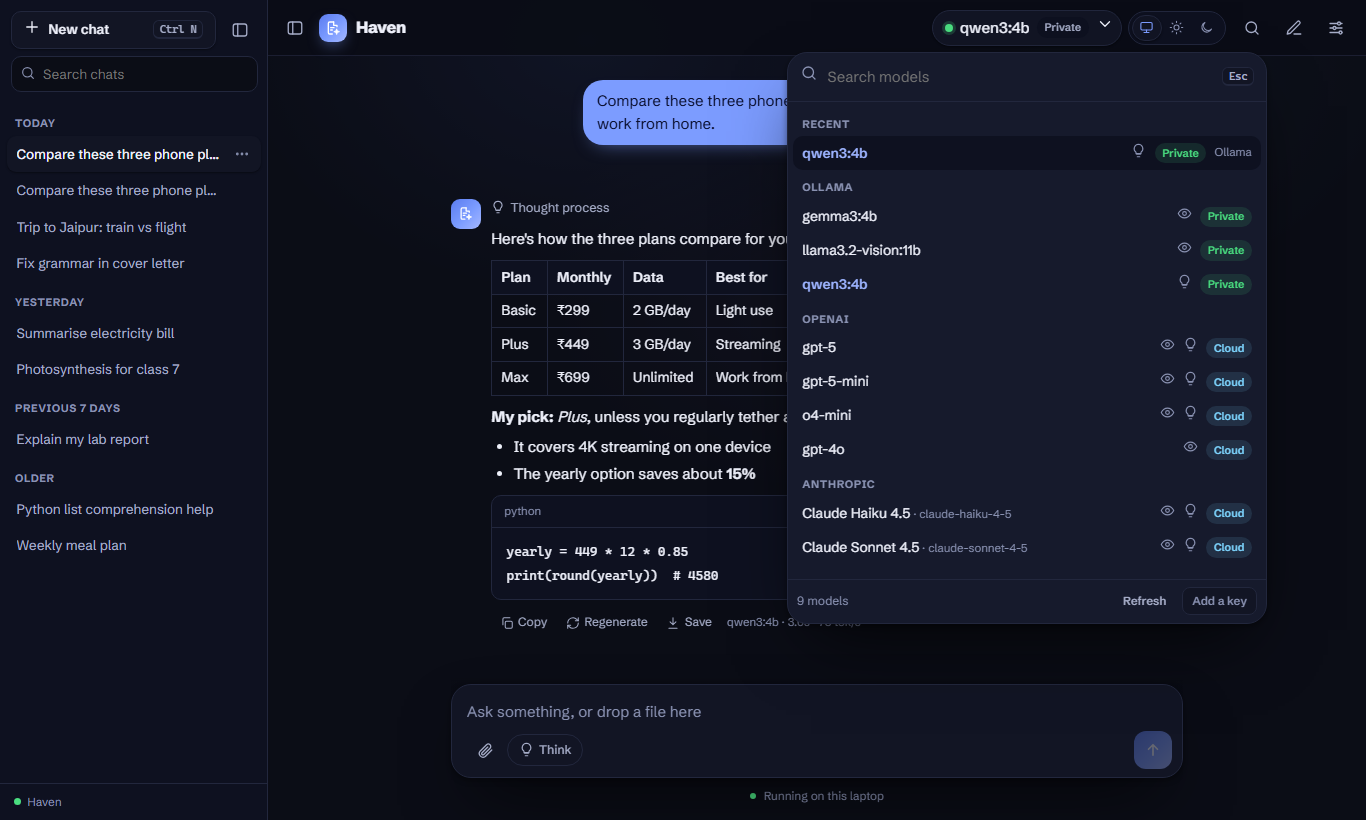 New chat
Ctrl N
Search chats
TODAY
Compare these three phone pl...
Compare these three phone pl...
Trip to Jaipur: train vs flight
Fix grammar in cover letter
YESTERDAY
Summarise electricity bill
Photosynthesis for class 7
PREVIOUS 7 DAYS
Explain my lab report
OLDER
Python list comprehension help
Weekly meal plan
Haven
Haven
qwen3:4b Private
Compare these three phone
work from home.
Thought process
Here's how the three plans compare for you
Plan Monthly Data Best for
Basic ₹299 2 GB/day Light use
Plus ₹449 3 GB/day Streaming
Max ₹699 Unlimited Work from
My pick: Plus, unless you regularly tether
It covers 4K streaming on one device
The yearly option saves about 15%
python
yearly = 449 * 12 * 0.85
print(round(yearly)) # 4580
Copy Regenerate Save qwen3:4b
Search models Esc
RECENT
qwen3:4b Private Ollama
OLLAMA
gemma3:4b Private
llama3.2-vision:11b Private
qwen3:4b Private
OPENAI
gpt-5 Cloud
gpt-5-mini Cloud
o4-mini Cloud
gpt-4o Cloud
ANTHROPIC
Claude Haiku 4.5 · claude-haiku-4-5 Cloud
Claude Sonnet 4.5 · claude-sonnet-4-5 Cloud
9 models Refresh Add a key
Ask something, or drop a file here
Think
Running on this laptop